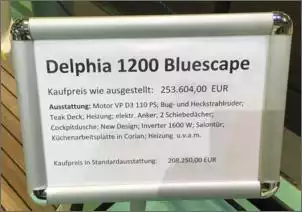 Delphia 1200 Bluescape
Kaufpreis wie ausgestellt: 253.604,00 EUR
Ausstattung: Motor VP D3 110 PS; Bug- und Heckstrahlruder;
Teak Deck; Heizung; elektr. Anker; 2 Schiebedächer;
Cockpitdusche; New Design; Inverter 1600 W; Salontür;
Küchenarbeitsplatte in Corian; Heizung u.v.a.m.
Kaufpreis in Standardausstattung: 208.250,00 EUR